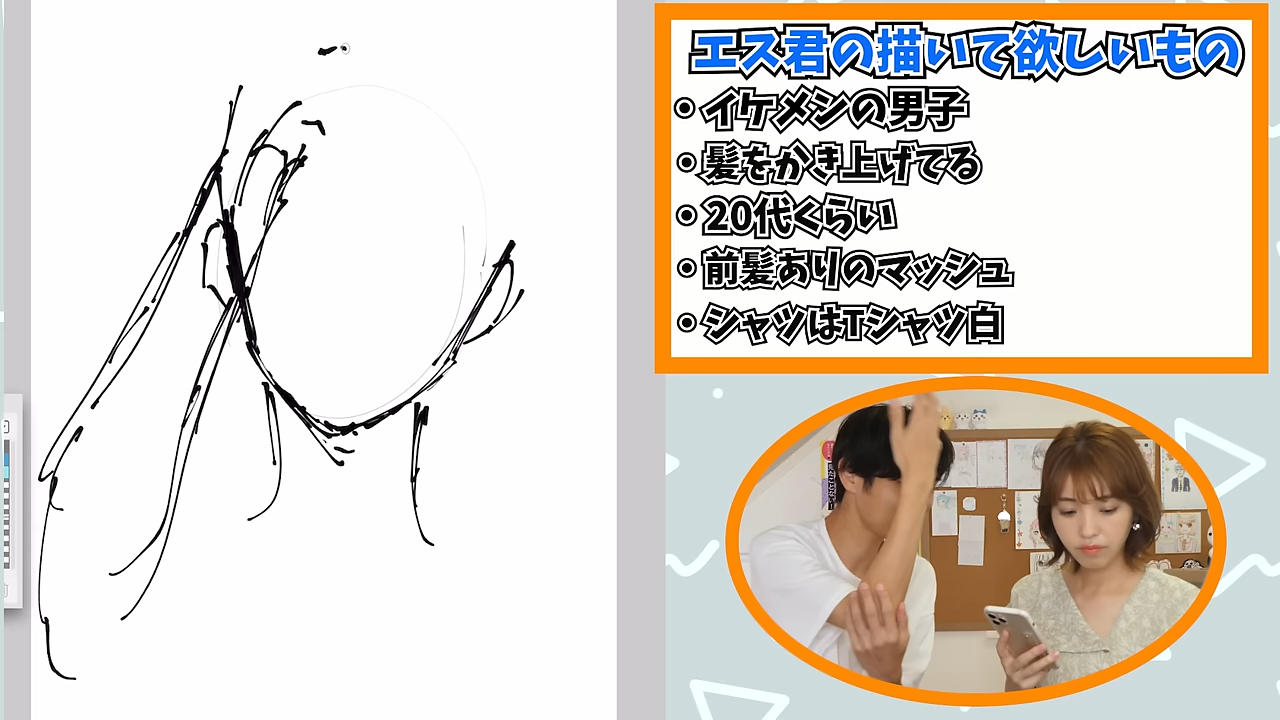 エス君の描いて欲しいもの
・イケメンの男子
・髪をかき上げてる
・20代くらい
・前髪ありのマッシュ
・シャツはTシャツ白